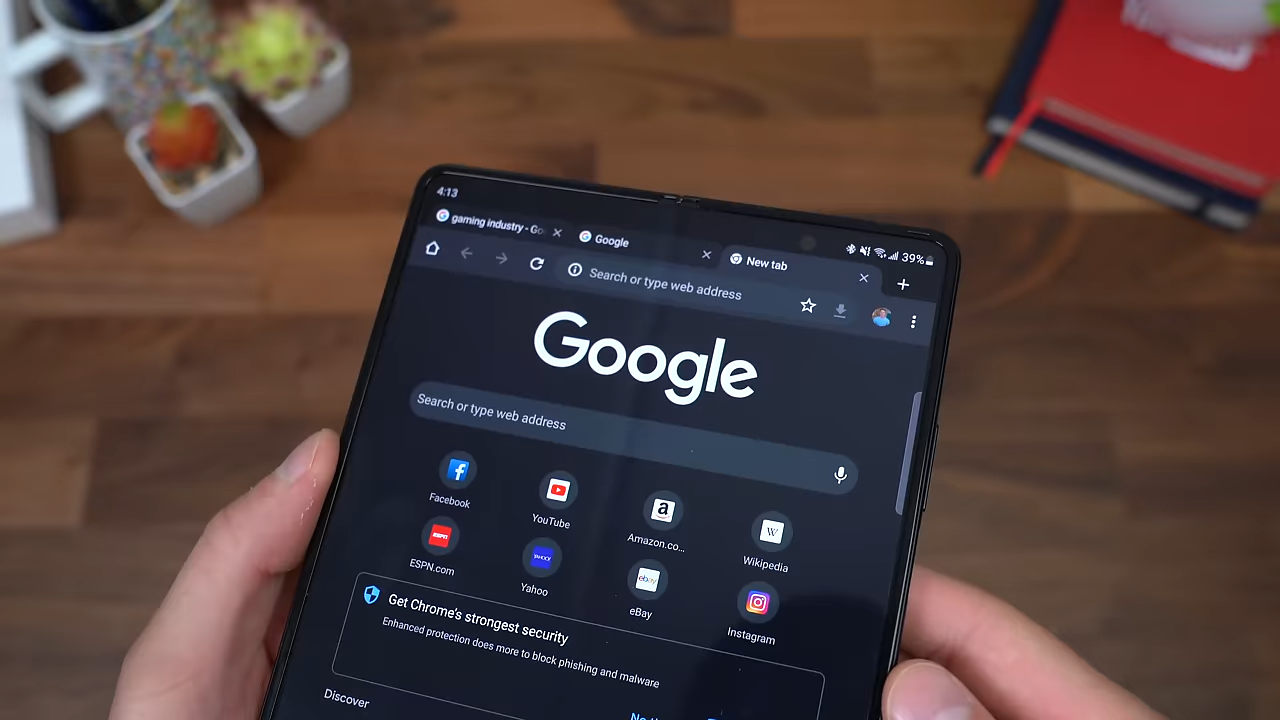 4:13
39%
gaming industry - Go
Google
New tab
Search or type web address
Google
Search or type web address
Facebook
YouTube
Amazon.co...
Wikipedia
ESPN.com
Yahoo
eBay
Instagram
Get Chrome's strongest security
Enhanced protection does more to block phishing and malware
Discover